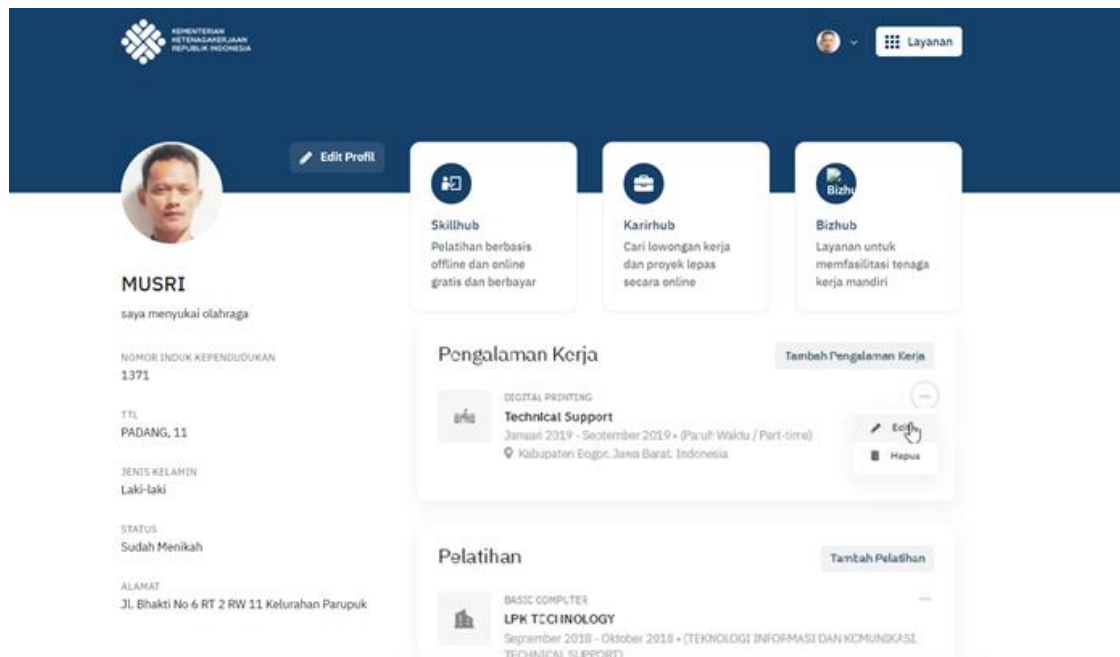 KEMENTERIAN
KETENAGAKERJAAN
REPUBLIK INDONESIA
Layanan
Edit Profil
MUSRI
saya menyukai olahraga
NOMOR INDUK KEPENDUDUKAN
1371
TTL
PADANG, 11
JENIS KELAMIN
Laki-laki
STATUS
Sudah Menikah
ALAMAT
Jl. Bhakti No 6 RT 2 RW 11 Kelurahan Parupuk
Skillhub
Pelatihan berbasis
offline dan online
gratis dan berbayar
Karirhub
Cari lowongan kerja
dan proyek lepas
secara online
Bizhu
Bizhub
Layanan untuk
memfasilitasi tenaga
kerja mandiri
Pengalaman Kerja
Tambah Pengalaman Kerja
DIGITAL PRINTING
Technical Support
Januari 2019 - September 2019 • (Paruh Waktu / Part-time)
Kabupaten Bogor, Jawa Barat, Indonesia
Edit
Hapus
Pelatihan
Tambah Pelatihan
BASIC COMPUTER
LPK TECHNOLOGY
September 2018 - Oktober 2018 • (TEKNOLOGI INFORMASI DAN KOMUNIKASI,
TECHNICAL SUPPORT)